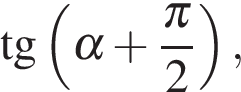 tg(α + π/2),